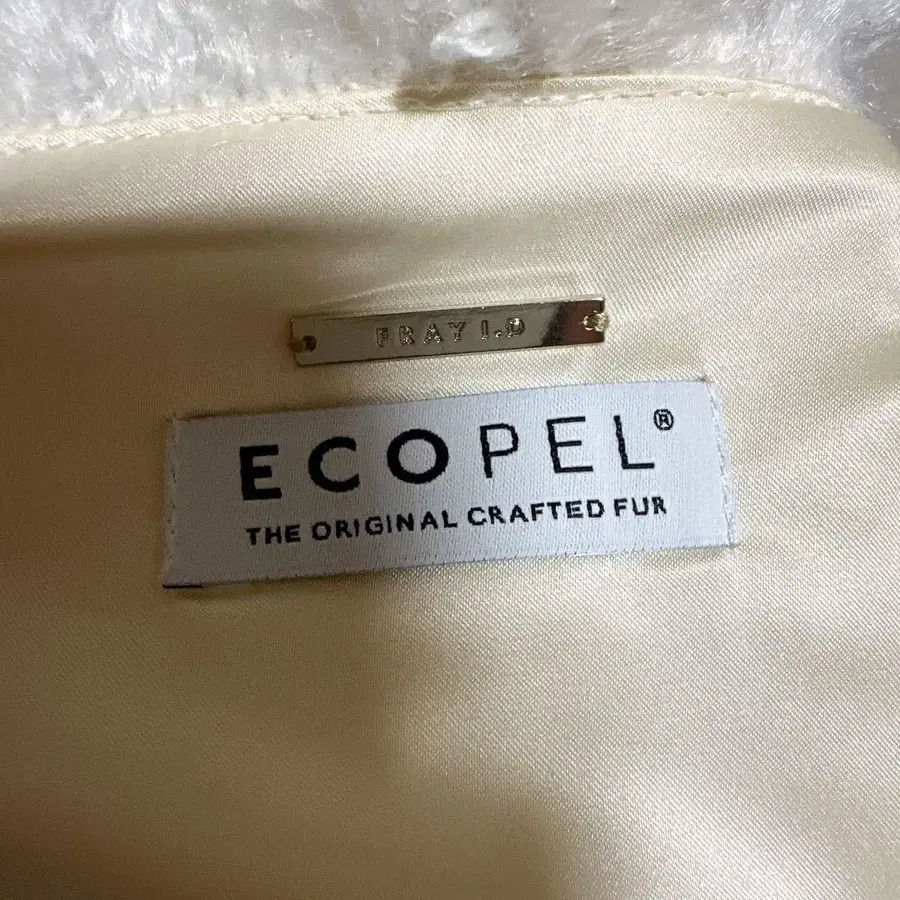 FRAY I.D
ECOPEL®
THE ORIGINAL CRAFTED FUR